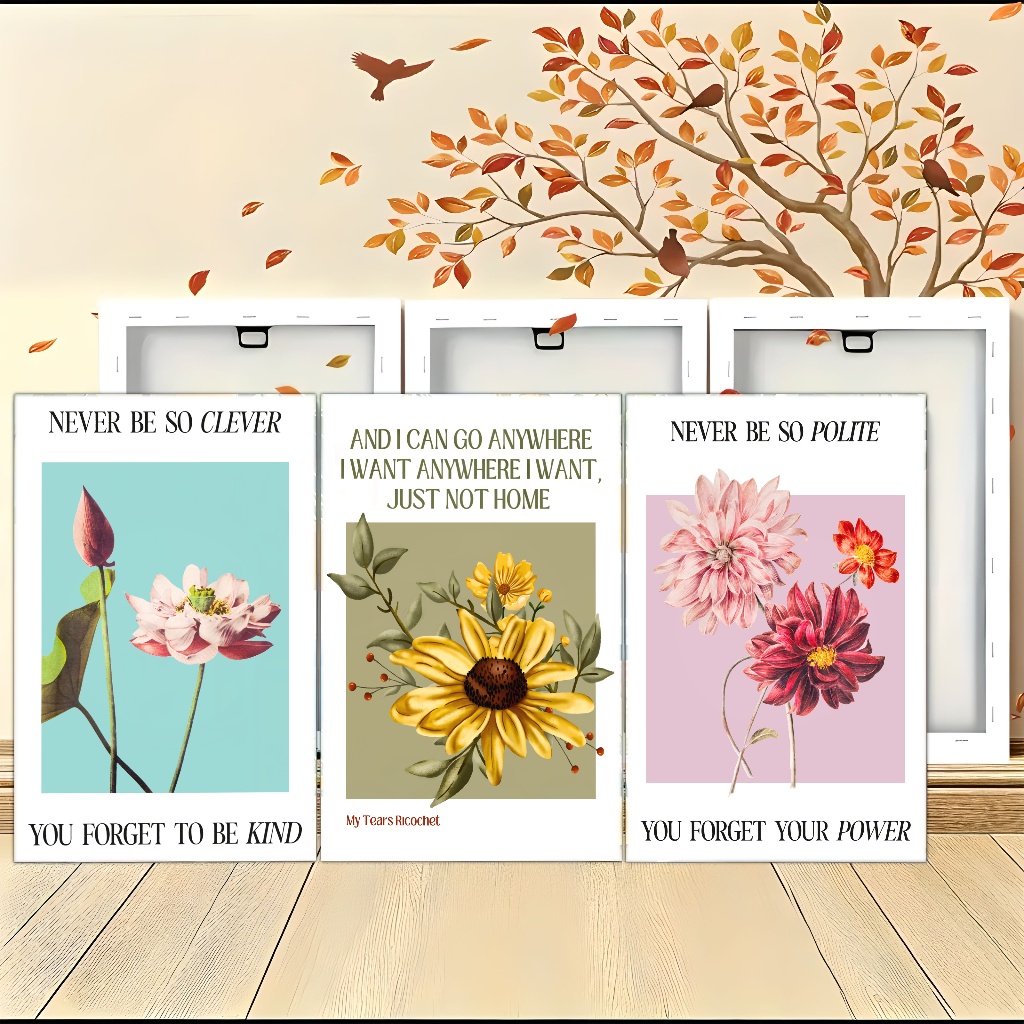 NEVER BE SO CLEVER
YOU FORGET TO BE KIND
AND I CAN GO ANYWHERE
I WANT ANYWHERE I WANT,
JUST NOT HOME
My Tears Ricochet
NEVER BE SO POLITE
YOU FORGET YOUR POWER